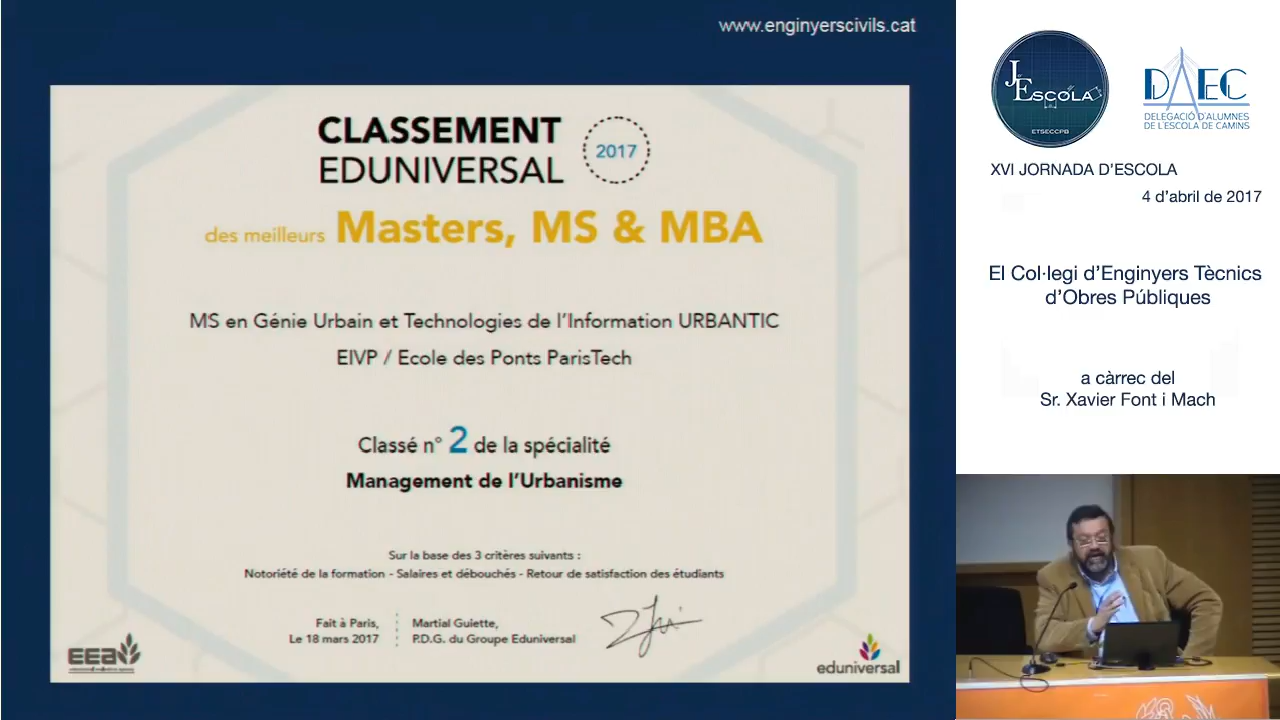 www.enginyerscivils.cat
CLASSEMENT
EDUNIVERSAL
2017
des meilleurs Masters, MS & MBA
MS en Génie Urbain et Technologies de l'Information URBANTIC
EIVP / Ecole des Ponts ParisTech
Classé n° 2 de la spécialité
Management de l'Urbanisme
Sur la base des 3 critères suivants :
Notoriété de la formation - Salaires et débouchés - Retour de satisfaction des étudiants
Fait à Paris,
Le 18 mars 2017
Martial Guiette,
P.D.G. du Groupe Eduniversal
eea
eduniversal
ESCOLA
ETSECCPB
DAEC
DELEGACIÓ D'ALUMNES
DE L'ESCOLA DE CAMINS
XVI JORNADA D'ESCOLA
4 d'abril de 2017
El Col·legi d'Enginyers Tècnics
d'Obres Públiques
a càrrec del
Sr. Xavier Font i Mach